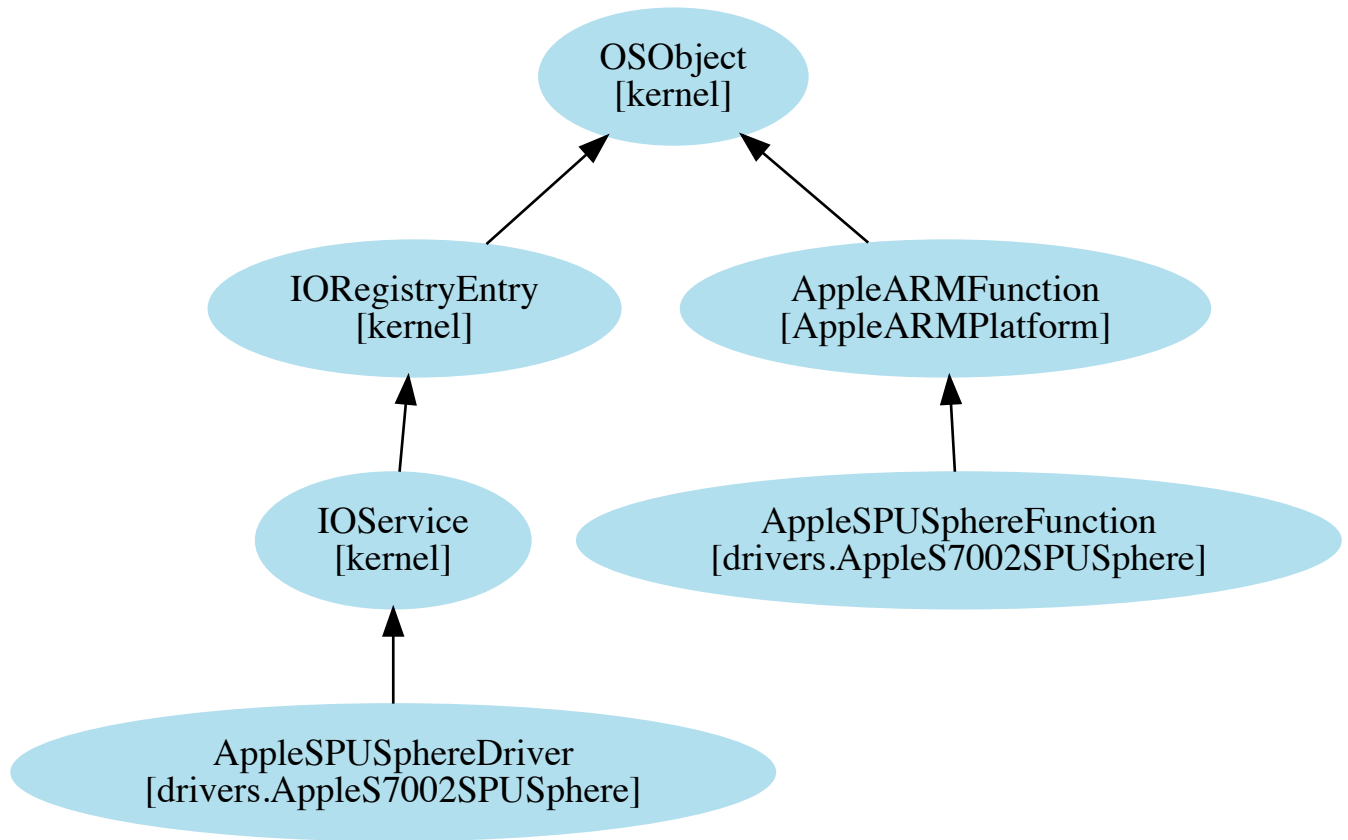 OSObject
[kernel]
IORegistryEntry
[kernel]
AppleARMFunction
[AppleARMPlatform]
IOService
[kernel]
AppleSPUSphereFunction
[drivers.AppleS7002SPUSphere]
AppleSPUSphereDriver
[drivers.AppleS7002SPUSphere]